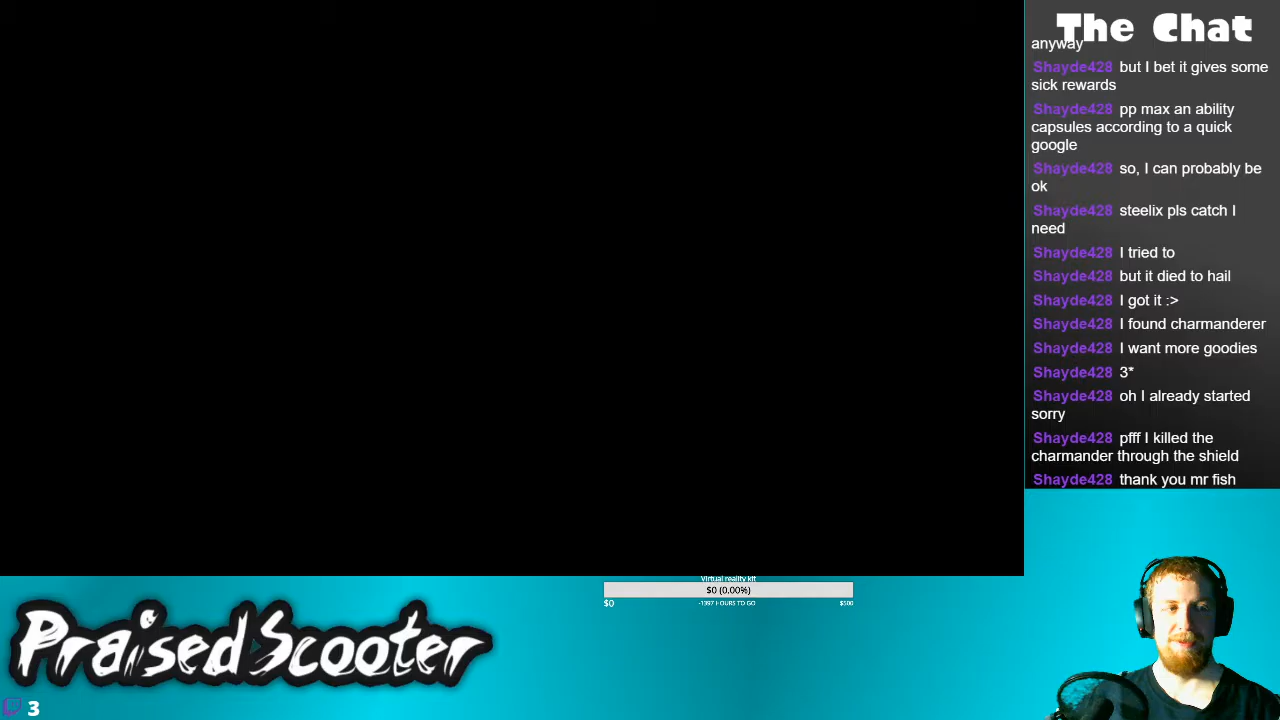 The Chat
anyway
Shayde428 but I bet it gives some
sick rewards
Shayde428 pp max an ability
capsules according to a quick
google
Shayde428 so, I can probably be
ok
Shayde428 steelix pls catch I
need
Shayde428 I tried to
Shayde428 but it died to hail
Shayde428 I got it :>
Shayde428 I found charmanderer
Shayde428 I want more goodies
Shayde428 3*
Shayde428 oh I already started
sorry
Shayde428 pfff I killed the
charmander through the shield
Shayde428 thank you mr fish
Virtual reality kit
$0 (0.00%)
$0 -1397 HOURS TO GO $500
PraisedScooter
3